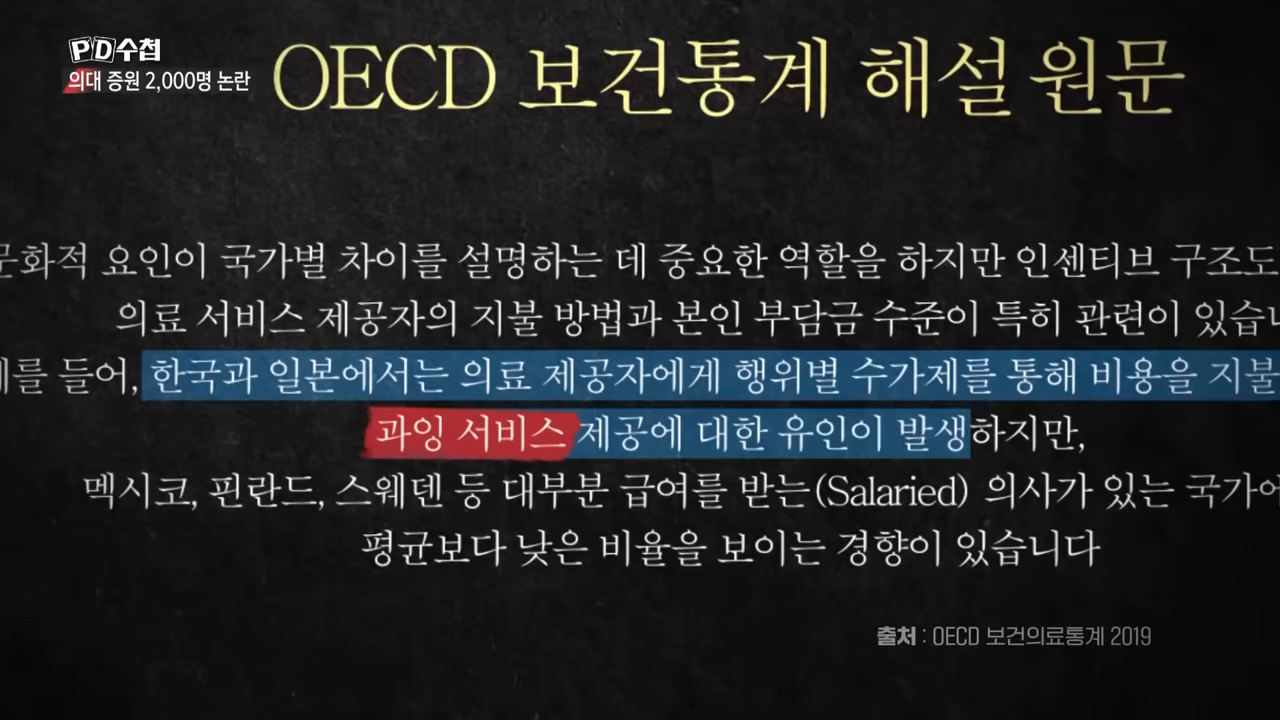 PD수첩
의대 증원 2,000명 논란
OECD 보건통계 해설 원문
문화적 요인이 국가별 차이를 설명하는 데 중요한 역할을 하지만 인센티브 구조도
의료 서비스 제공자의 지불 방법과 본인 부담금 수준이 특히 관련이 있습니
를 들어, 한국과 일본에서는 의료 제공자에게 행위별 수가제를 통해 비용을 지불
과잉 서비스 제공에 대한 유인이 발생하지만,
멕시코, 핀란드, 스웨덴 등 대부분 급여를 받는(Salaried) 의사가 있는 국가에
평균보다 낮은 비율을 보이는 경향이 있습니다
출처 : OECD 보건의료통계 2019